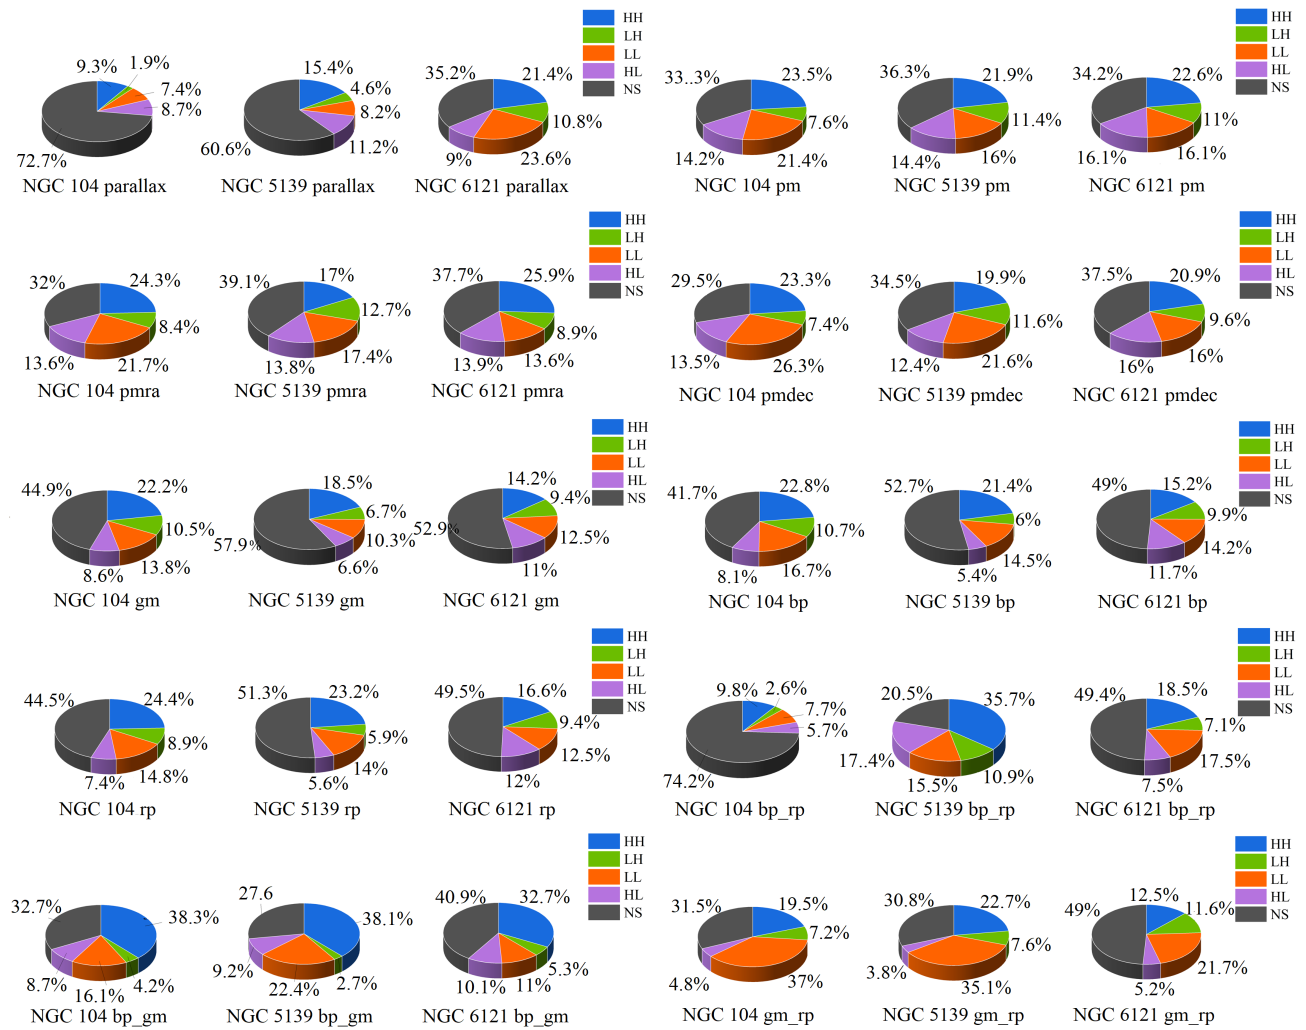 HH
LH
LL
HL
NS
9.3% 1.9% 7.4% 8.7% 72.7%
NGC 104 parallax
15.4% 4.6% 8.2% 11.2% 60.6%
NGC 5139 parallax
35.2% 21.4% 10.8% 23.6% 9%
NGC 6121 parallax
HH
LH
LL
HL
NS
33.3% 23.5% 7.6% 21.4% 14.2%
NGC 104 pm
36.3% 21.9% 11.4% 16% 14.4%
NGC 5139 pm
34.2% 22.6% 11% 16.1% 16.1%
NGC 6121 pm
HH
LH
LL
HL
NS
32% 24.3% 8.4% 21.7% 13.6%
NGC 104 pmra
39.1% 17% 12.7% 17.4% 13.8%
NGC 5139 pmra
37.7% 25.9% 8.9% 13.6% 13.9%
NGC 6121 pmra
HH
LH
LL
HL
NS
29.5% 23.3% 7.4% 26.3% 13.5%
NGC 104 pmdec
34.5% 19.9% 11.6% 21.6% 12.4%
NGC 5139 pmdec
37.5% 20.9% 9.6% 16% 16%
NGC 6121 pmdec
HH
LH
LL
HL
NS
44.9% 22.2% 10.5% 13.8% 8.6%
NGC 104 gm
18.5% 6.7% 10.3% 6.6% 57.9%
NGC 5139 gm
14.2% 9.4% 12.5% 11% 52.9%
NGC 6121 gm
HH
LH
LL
HL
NS
41.7% 22.8% 10.7% 16.7% 8.1%
NGC 104 bp
52.7% 21.4% 6% 14.5% 5.4%
NGC 5139 bp
49% 15.2% 9.9% 14.2% 11.7%
NGC 6121 bp
HH
LH
LL
HL
NS
44.5% 24.4% 8.9% 14.8% 7.4%
NGC 104 rp
51.3% 23.2% 5.9% 14% 5.6%
NGC 5139 rp
49.5% 16.6% 9.4% 12.5% 12%
NGC 6121 rp
HH
LH
LL
HL
NS
9.8% 2.6% 7.7% 5.7% 74.2%
NGC 104 bp_rp
20.5% 35.7% 10.9% 15.5% 17..4%
NGC 5139 bp_rp
49.4% 18.5% 7.1% 17.5% 7.5%
NGC 6121 bp_rp
HH
LH
LL
HL
NS
32.7% 38.3% 4.2% 16.1% 8.7%
NGC 104 bp_gm
27.6 38.1% 2.7% 22.4% 9.2%
NGC 5139 bp_gm
40.9% 32.7% 5.3% 11% 10.1%
NGC 6121 bp_gm
HH
LH
LL
HL
NS
31.5% 19.5% 7.2% 37% 4.8%
NGC 104 gm_rp
30.8% 22.7% 7.6% 35.1% 3.8%
NGC 5139 gm_rp
49% 12.5% 11.6% 21.7% 5.2%
NGC 6121 gm_rp